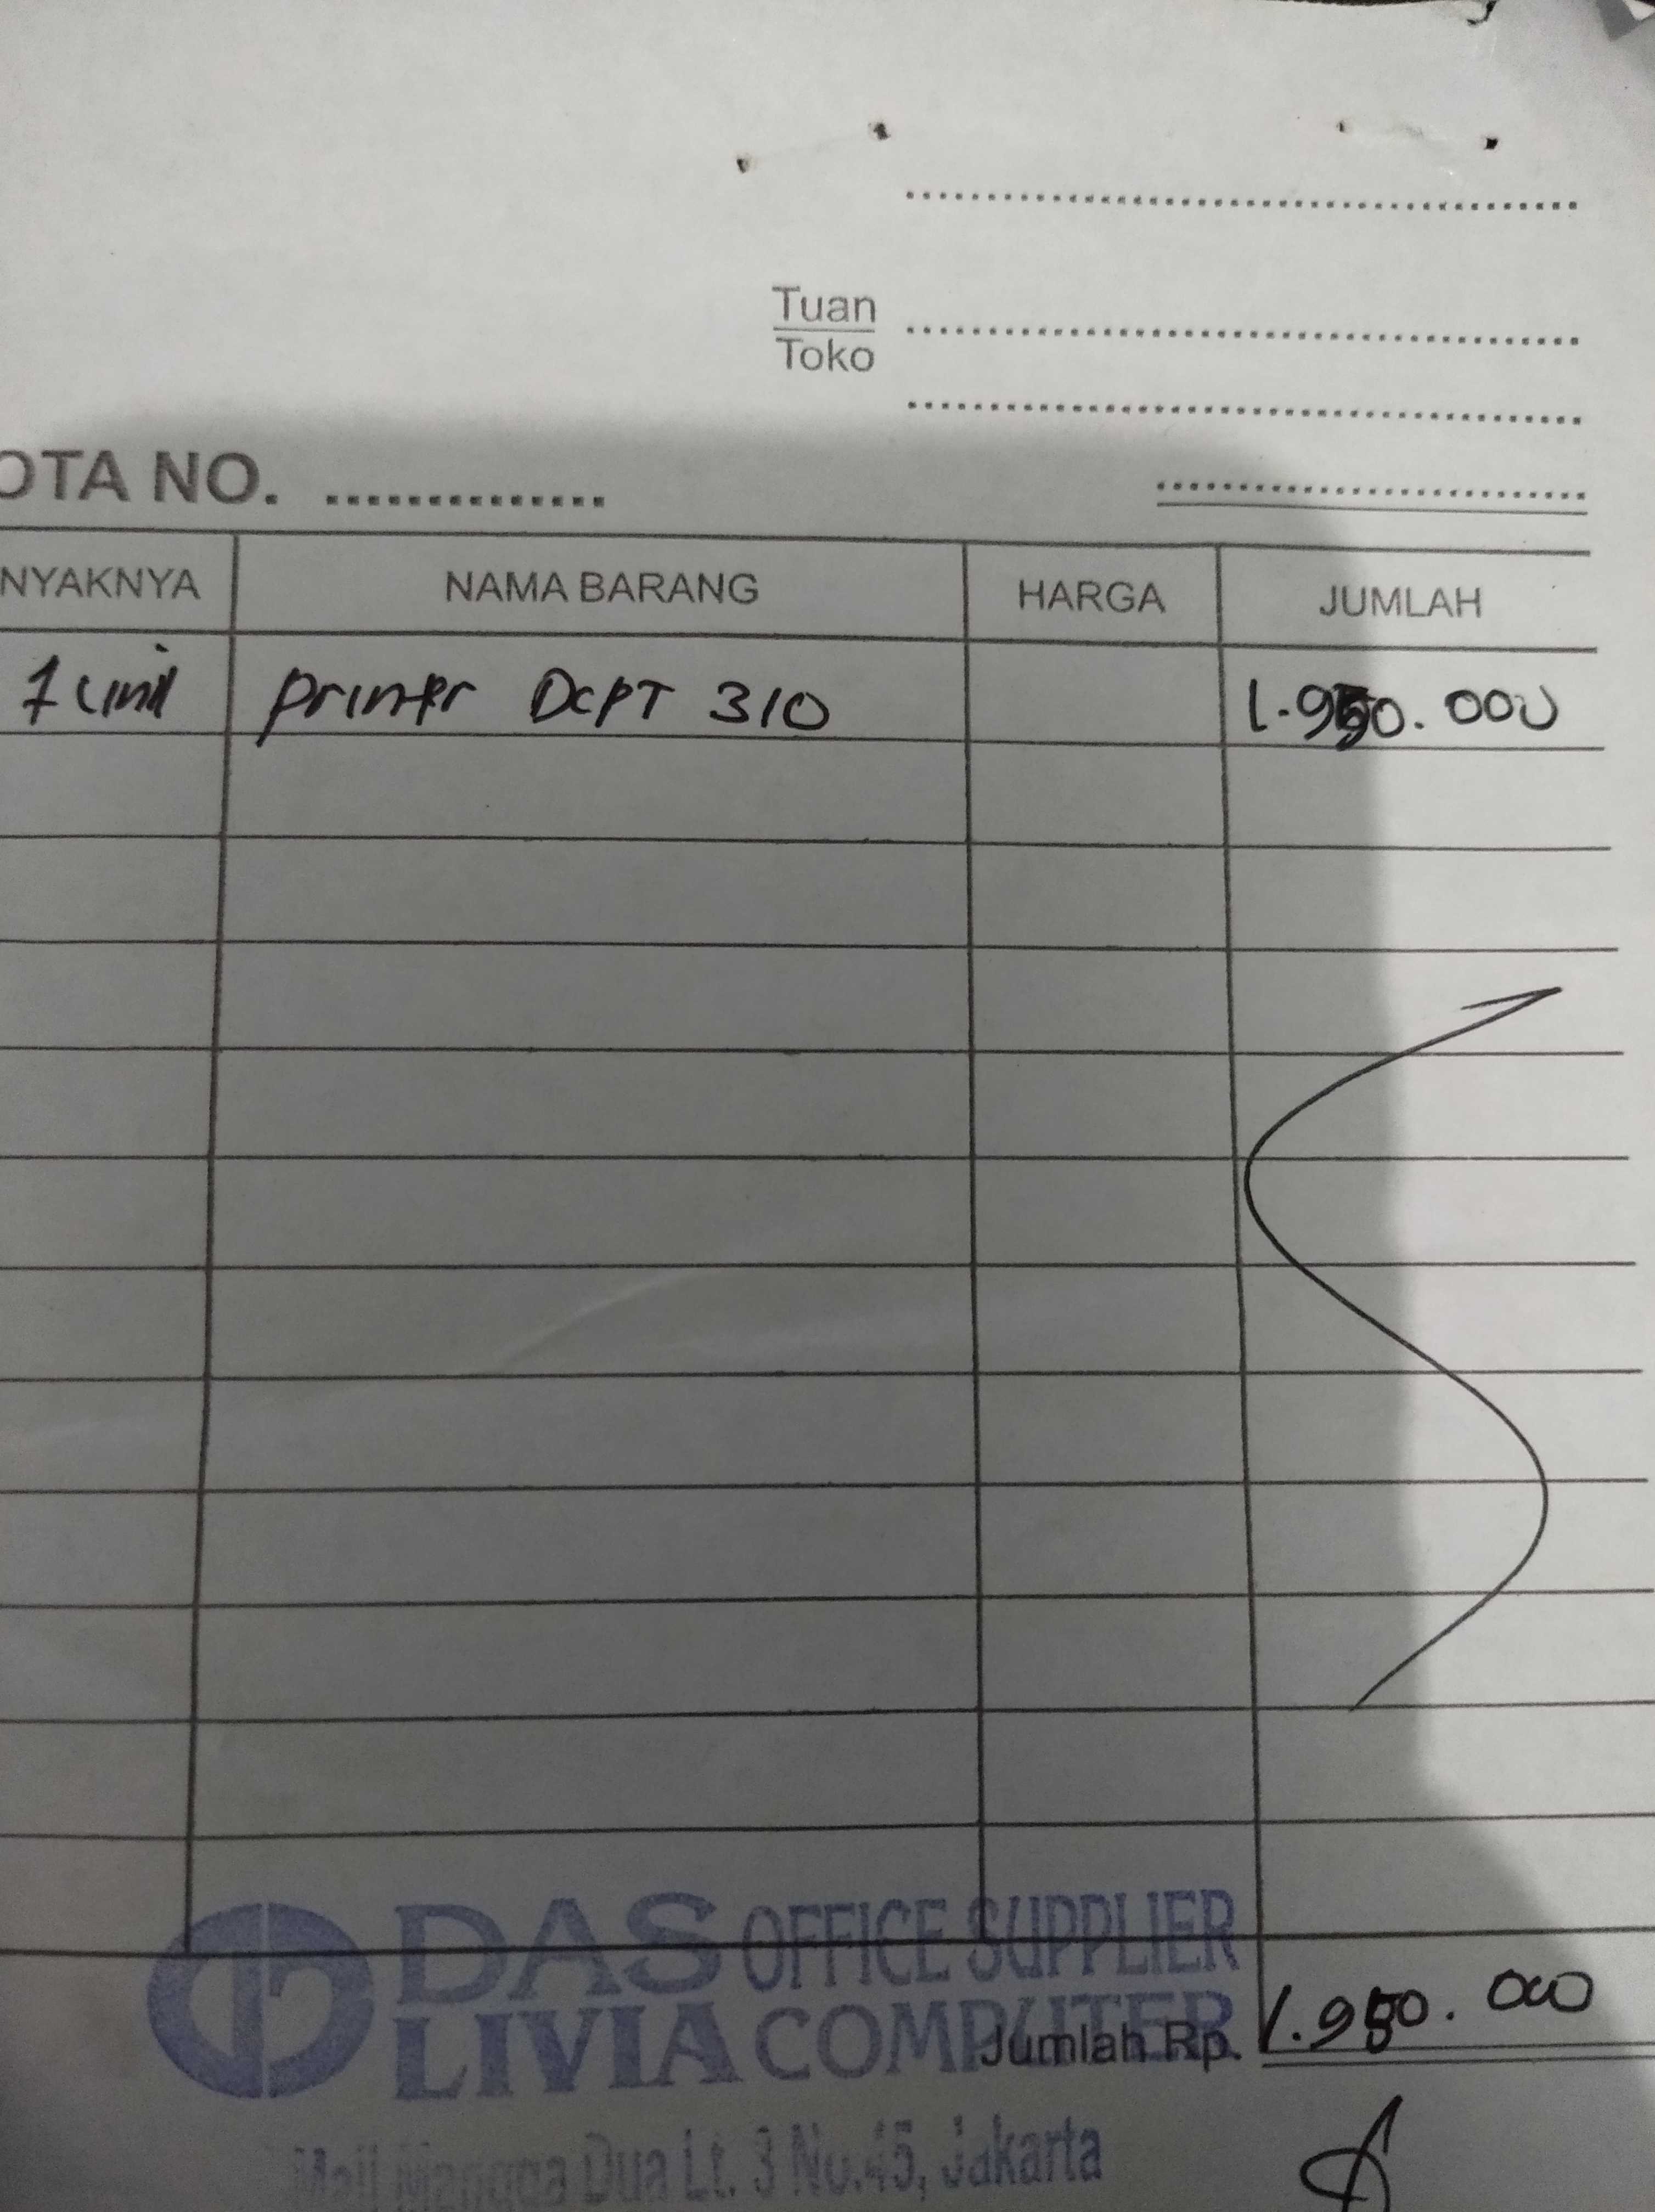 Tuan
Toko
OTA NO.
NYAKNYA NAMA BARANG HARGA JUMLAH
1 unit printer DCPT 310 1.950.000
DAS OFFICE SUPPLIER
LIVIA COMPUTER
Jumlah Rp. 1.950.000
Mall Mangga Dua Lt. 3 No.45, Jakarta